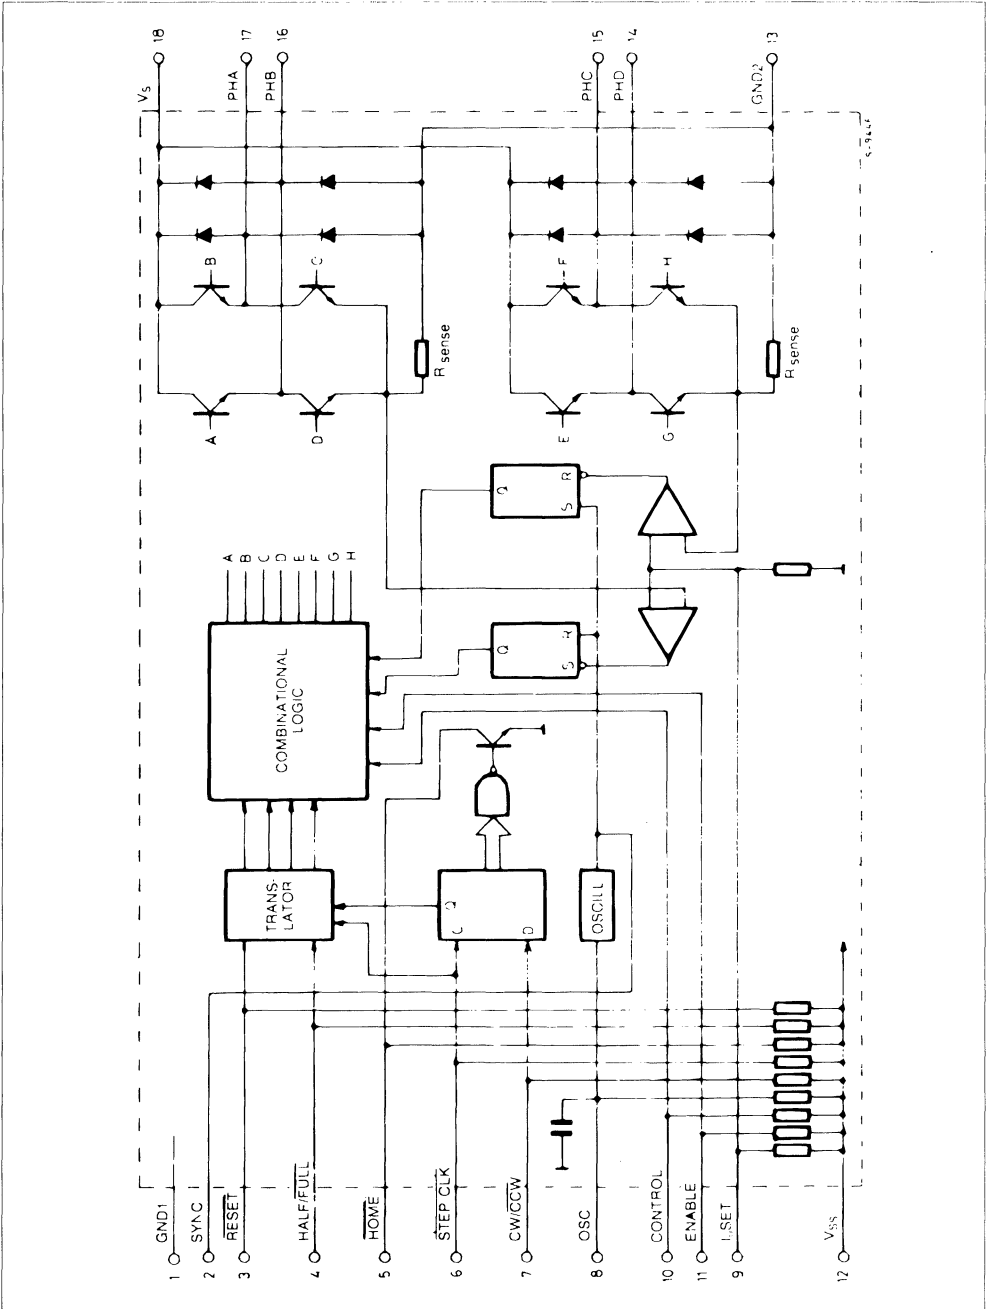 18
17
16
15
14
13
Vs
PHA
PHB
PHC
PHD
GND2
B
C
F
H
R sense
R sense
A
D
E
G
A
B
C
D
E
F
G
H
COMBINATIONAL
LOGIC
Q
S R
Q
S R
TRANS-
LATOR
C Q
D
OSCILL
GND1
SYNC
RESET
HALF/FULL
HOME
STEP CLK
CW/CCW
OSC
CONTROL
ENABLE
I.SET
Vss
1
2
3
4
5
6
7
8
10
11
9
12